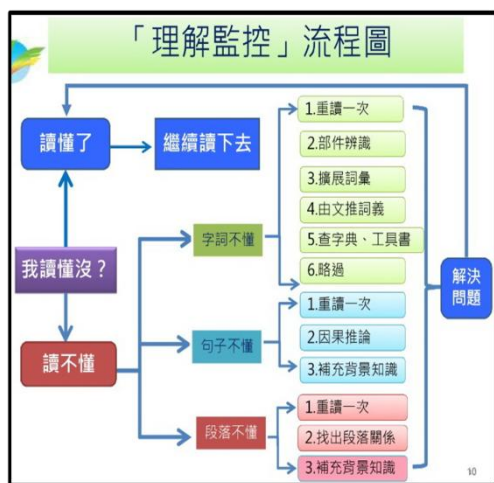 「理解監控」流程圖
讀懂了
繼續讀下去
我讀懂沒？
讀不懂
字詞不懂
1.重讀一次
2.部件辨識
3.擴展詞彙
4.由文推詞義
5.查字典、工具書
6.略過
句子不懂
1.重讀一次
2.因果推論
3.補充背景知識
段落不懂
1.重讀一次
2.找出段落關係
3.補充背景知識
解決
問題
10